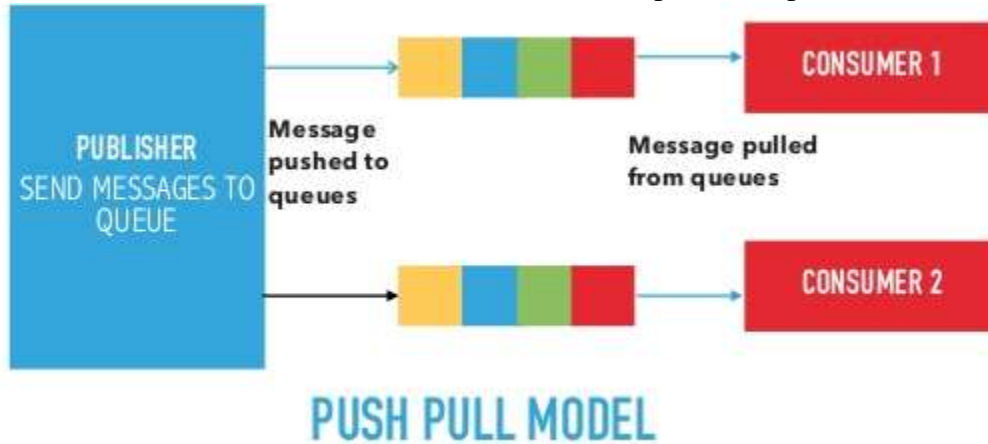 PUBLISHER
SEND MESSAGES TO
QUEUE
Message
pushed to
queues
CONSUMER 1
Message pulled
from queues
CONSUMER 2
PUSH PULL MODEL